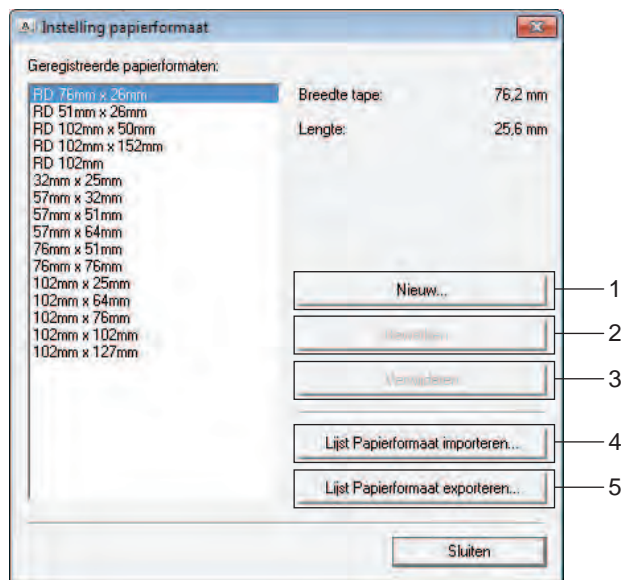 Instelling papierformaat
Geregistreerde papierformaten:
RD 76mm x 26mm
RD 51mm x 26mm
RD 102mm x 50mm
RD 102mm x 152mm
RD 102mm
32mm x 25mm
57mm x 32mm
57mm x 51mm
57mm x 64mm
76mm x 51mm
76mm x 76mm
102mm x 25mm
102mm x 64mm
102mm x 76mm
102mm x 102mm
102mm x 127mm
Breedte tape: 76,2 mm
Lengte: 25,6 mm
Nieuw... 1
2
Verwijderen 3
Lijst Papierformaat importeren... 4
Lijst Papierformaat exporteren... 5
Sluiten